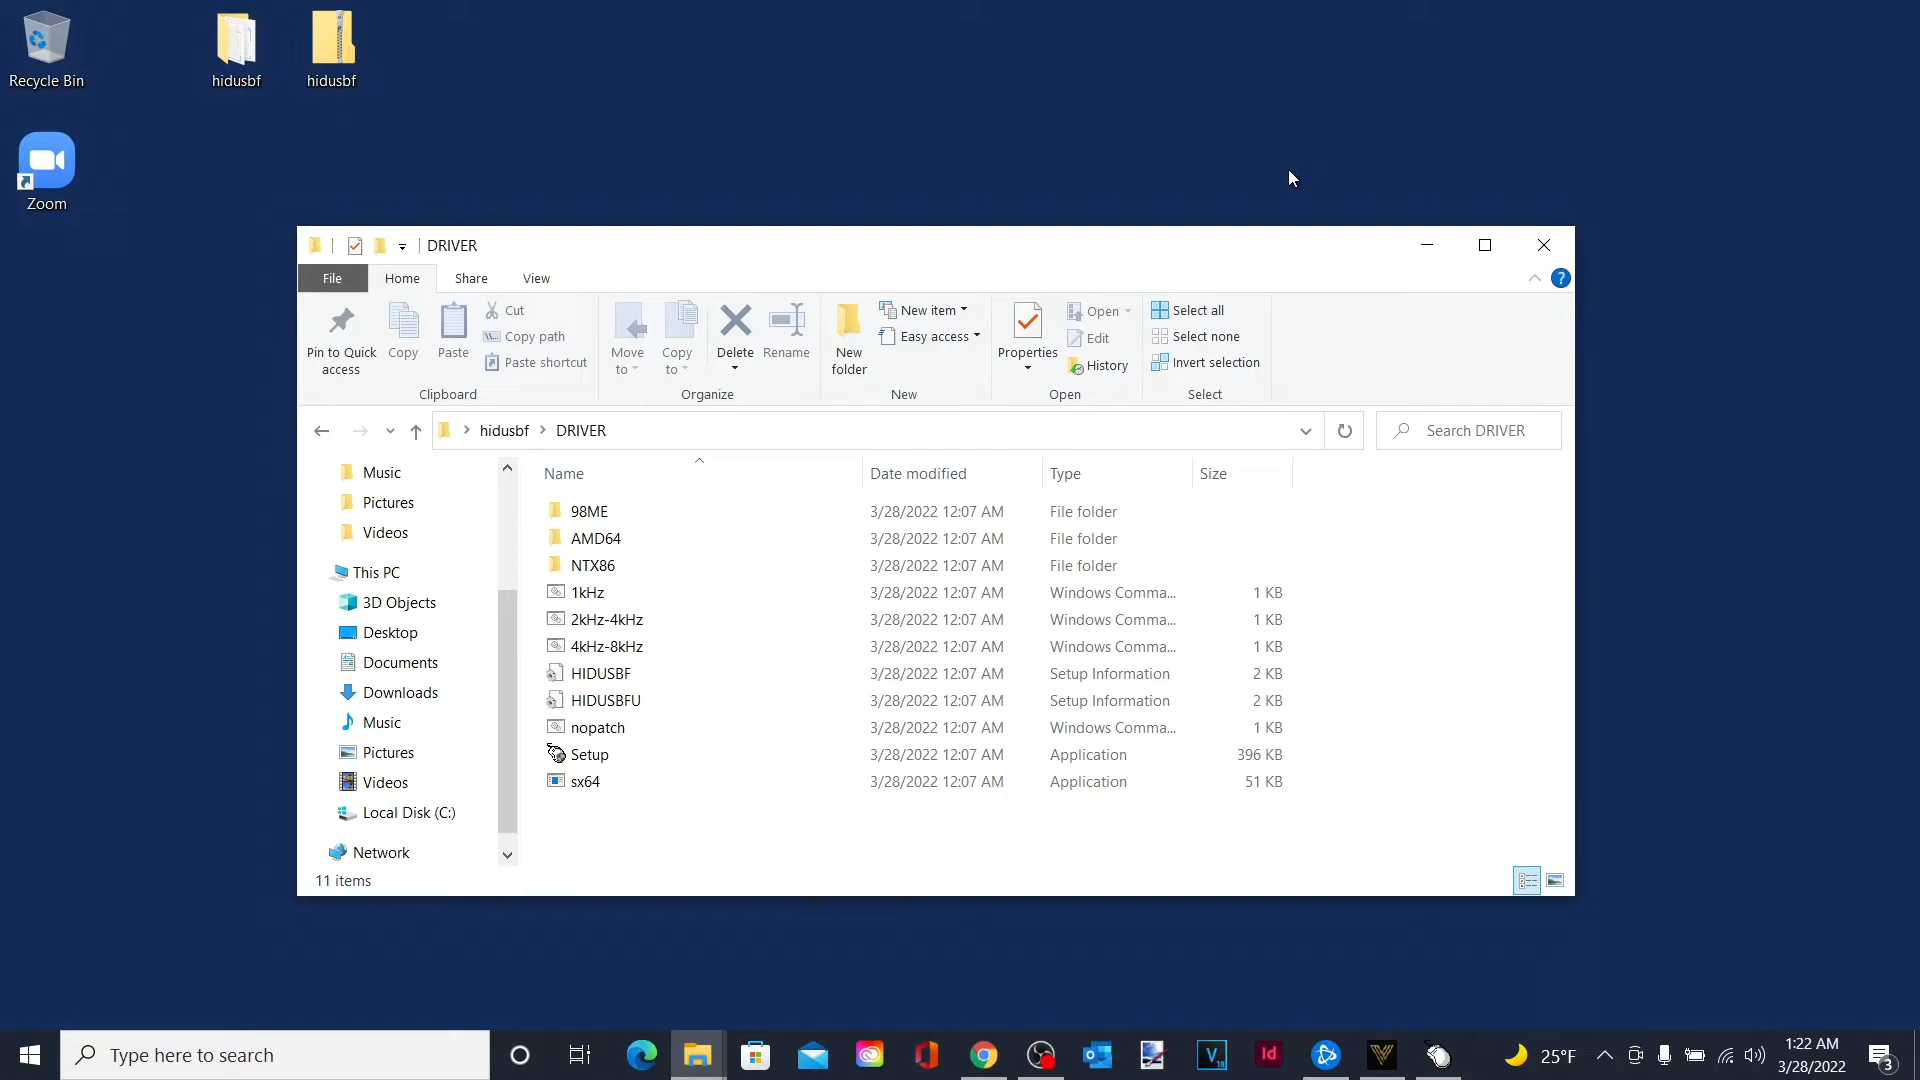 Recycle Bin
hidusbf
hidusbf
Zoom
DRIVER
File Home Share View
?
Pin to Quick access
Copy
Paste
Cut
Copy path
Paste shortcut
Clipboard
Move to
Copy to
Delete
Rename
Organize
New folder
New item
Easy access
New
Properties
Open
Edit
History
Open
Select all
Select none
Invert selection
Select
hidusbf DRIVER
Search DRIVER
Music
Pictures
Videos
This PC
3D Objects
Desktop
Documents
Downloads
Music
Pictures
Videos
Local Disk (C:)
Network
Name Date modified Type Size
98ME 3/28/2022 12:07 AM File folder
AMD64 3/28/2022 12:07 AM File folder
NTX86 3/28/2022 12:07 AM File folder
1kHz 3/28/2022 12:07 AM Windows Comma... 1 KB
2kHz-4kHz 3/28/2022 12:07 AM Windows Comma... 1 KB
4kHz-8kHz 3/28/2022 12:07 AM Windows Comma... 1 KB
HIDUSBF 3/28/2022 12:07 AM Setup Information 2 KB
HIDUSBFU 3/28/2022 12:07 AM Setup Information 2 KB
nopatch 3/28/2022 12:07 AM Windows Comma... 1 KB
Setup 3/28/2022 12:07 AM Application 396 KB
sx64 3/28/2022 12:07 AM Application 51 KB
11 items
Type here to search
V
18
Id
25°F
1:22 AM
3/28/2022
3